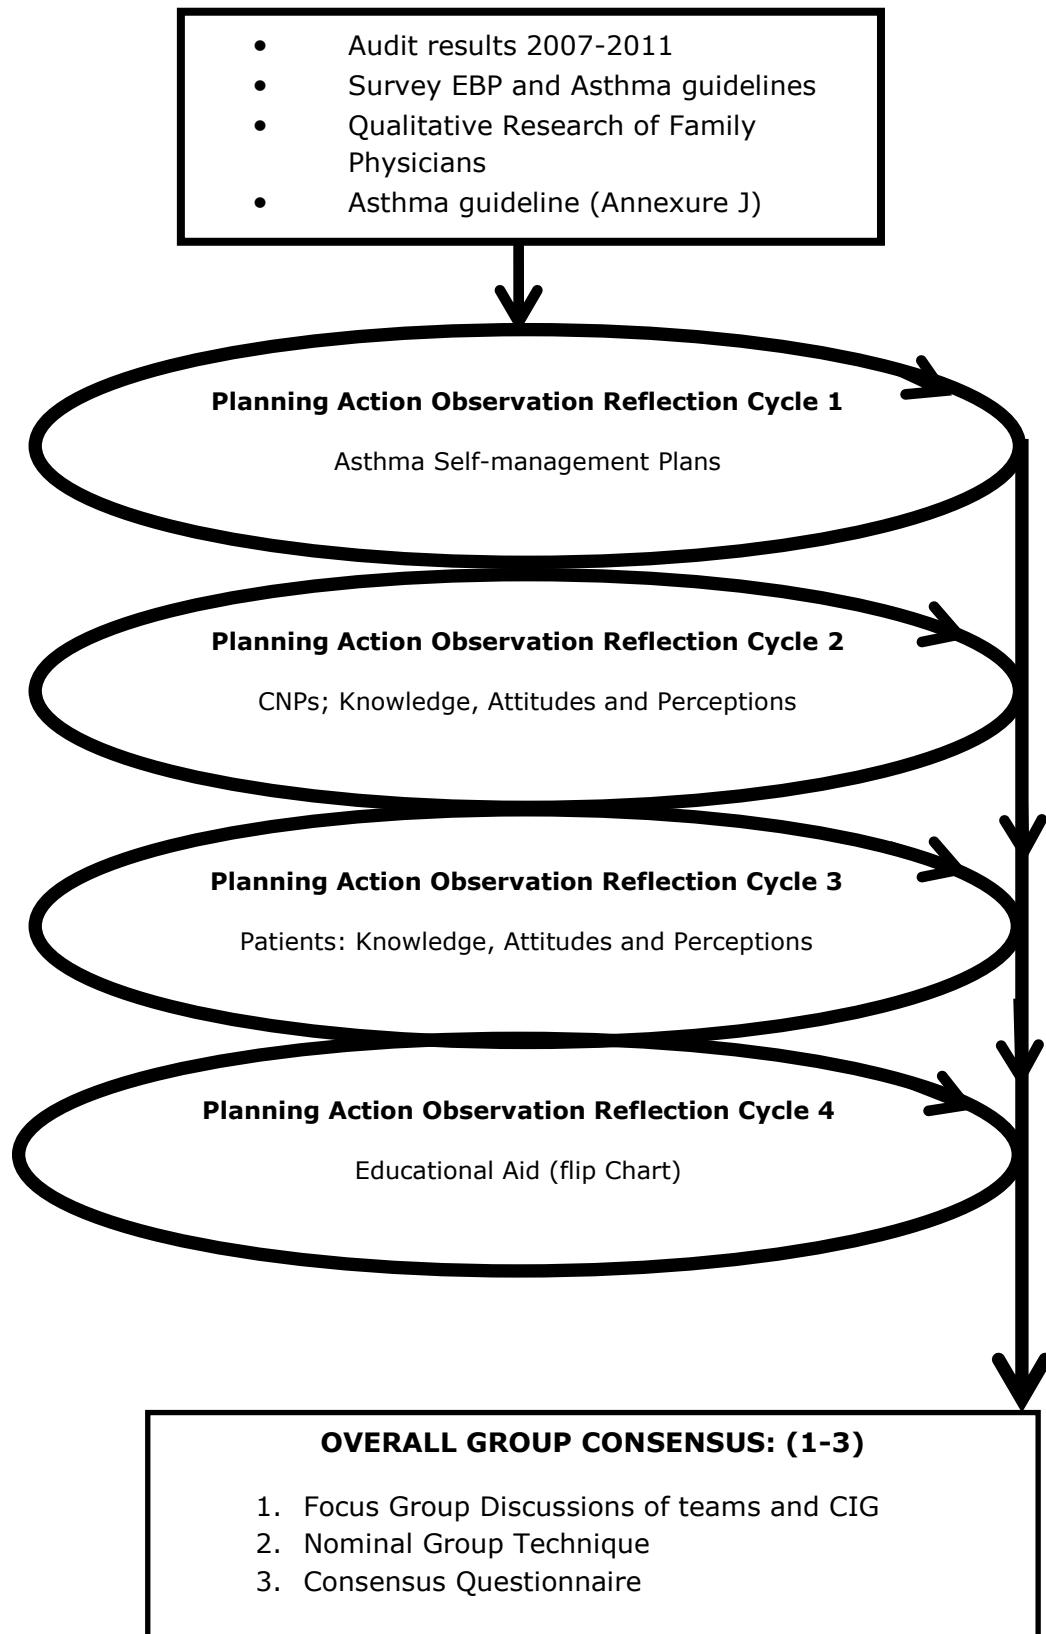 • Audit results 2007-2011
• Survey EBP and Asthma guidelines
• Qualitative Research of Family
Physicians
• Asthma guideline (Annexure J)
Planning Action Observation Reflection Cycle 1
Asthma Self-management Plans
Planning Action Observation Reflection Cycle 2
CNPs; Knowledge, Attitudes and Perceptions
Planning Action Observation Reflection Cycle 3
Patients: Knowledge, Attitudes and Perceptions
Planning Action Observation Reflection Cycle 4
Educational Aid (flip Chart)
OVERALL GROUP CONSENSUS: (1-3)
1. Focus Group Discussions of teams and CIG
2. Nominal Group Technique
3. Consensus Questionnaire